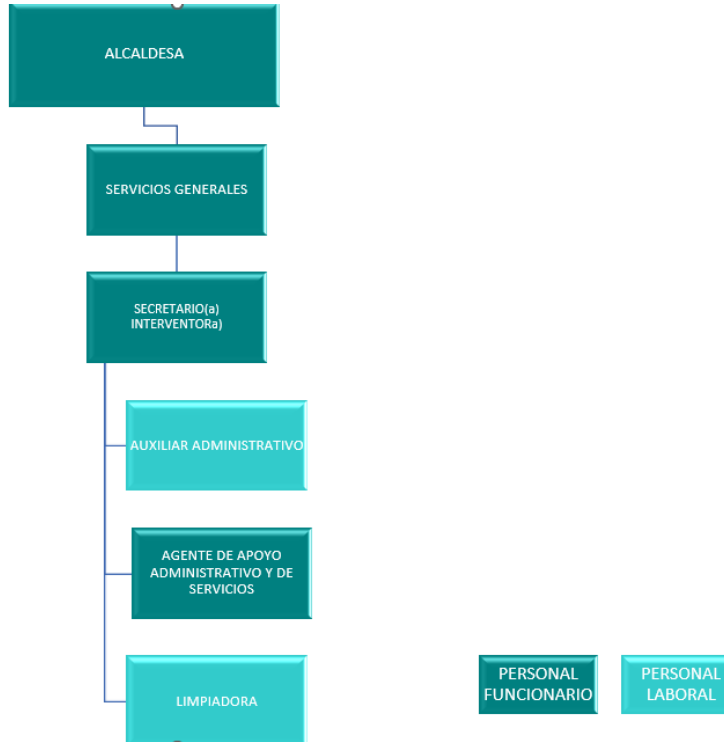 ALCALDESA
SERVICIOS GENERALES
SECRETARIO(a)
INTERVENTORa)
AUXILIAR ADMINISTRATIVO
AGENTE DE APOYO
ADMINISTRATIVO Y DE
SERVICIOS
LIMPIADORA
PERSONAL
FUNCIONARIO
PERSONAL
LABORAL